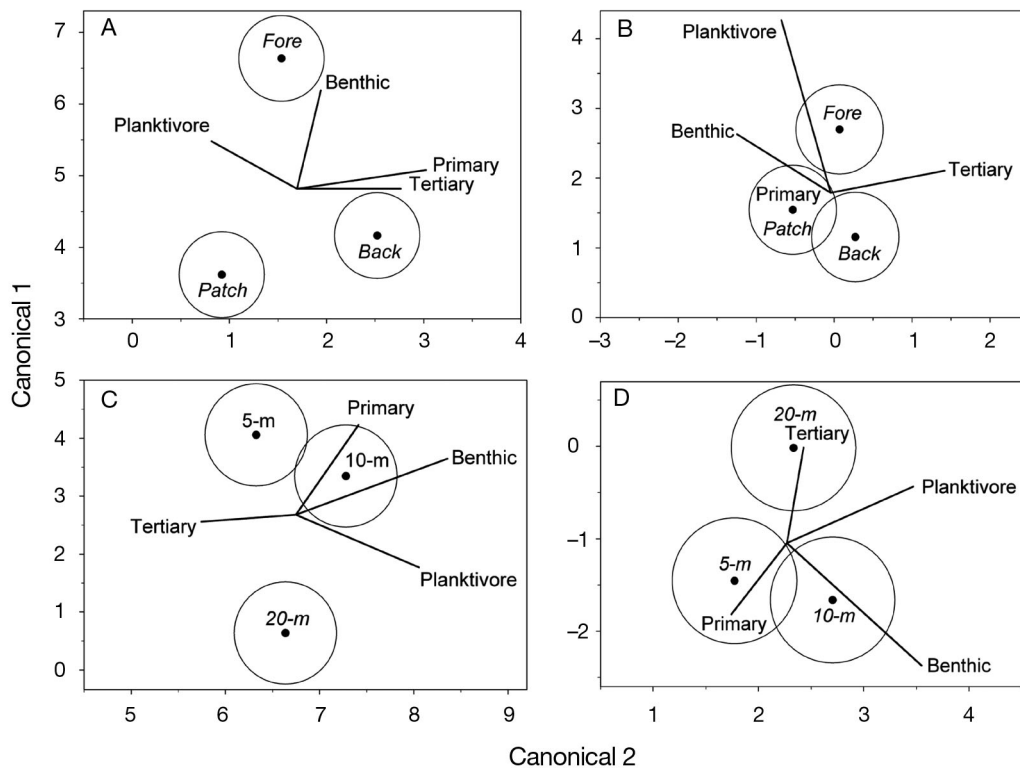 A
7
6
5
4
3
0
1
2
3
4
Fore
Benthic
Planktivore
Primary
Tertiary
Back
Patch
B
4
3
2
1
0
−3
−2
−1
0
1
2
Planktivore
Fore
Benthic
Tertiary
Primary
Patch
Back
Canonical 1
C
5
4
3
2
1
0
5
6
7
8
9
5-m
Primary
10-m
Benthic
Tertiary
Planktivore
20-m
D
0
−1
−2
1
2
3
4
20-m
Tertiary
Planktivore
5-m
10-m
Primary
Benthic
Canonical 2